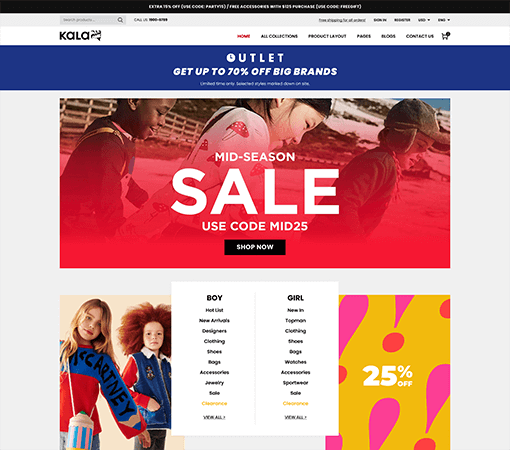 EXTRA 15% OFF (USE CODE: PARTY15) / FREE ACCESSORIES WITH $125 PURCHASE (USE CODE: FREEGIFT)
Search products...
CALL US: 1900-0199
Free shipping for all orders!
SIGN IN
REGISTER
USD
ENG
KALA
HOME
ALL COLLECTIONS
PRODUCT LAYOUT
PAGES
BLOGS
CONTACT US
OUTLET
GET UP TO 70% OFF BIG BRANDS
Limited time only. Selected styles marked down on site.
MID-SEASON
SALE
USE CODE MID25
SHOP NOW
McCARTNEY
BOY
Hot List
New Arrivals
Designers
Clothing
Shoes
Bags
Accessories
Jewelry
Sale
Clearance
VIEW ALL +
GIRL
New In
Topman
Clothing
Shoes
Bags
Watches
Accessories
Sportwear
Sale
Clearance
VIEW ALL +
25% OFF